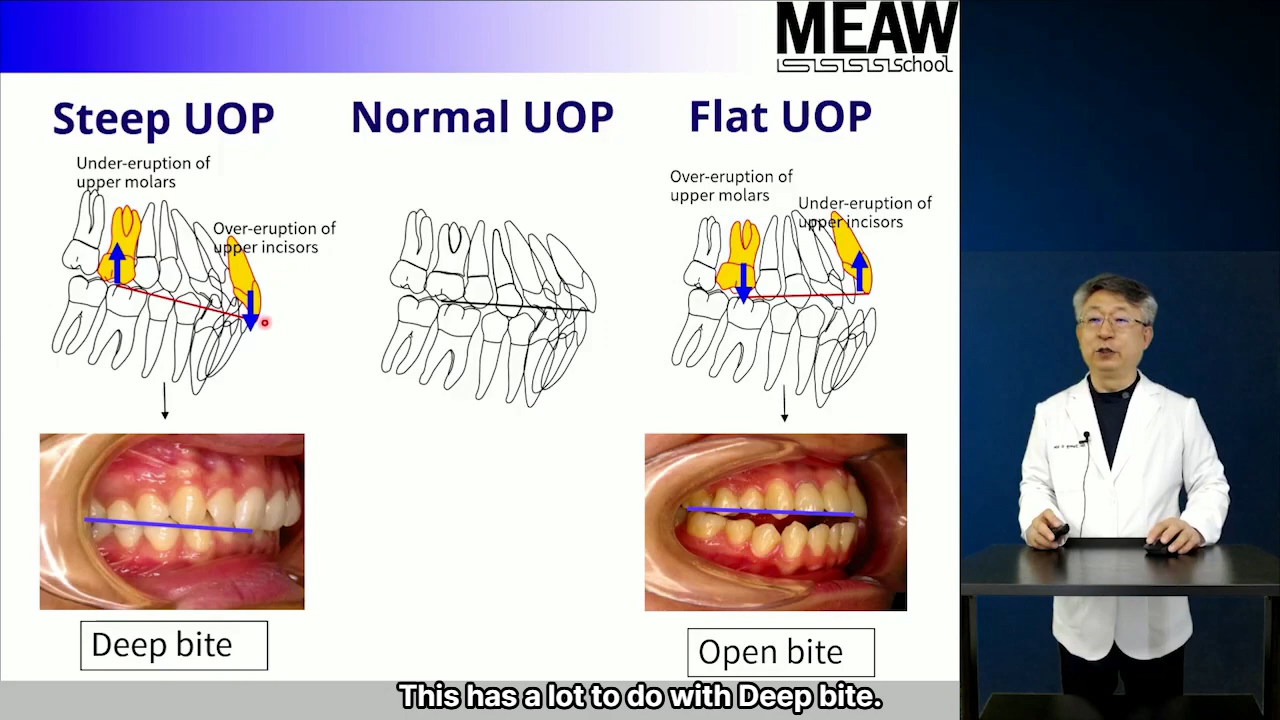 MEAW
school
Steep UOP
Normal UOP
Flat UOP
Under-eruption of
upper molars
Over-eruption of
upper incisors
Over-eruption of
upper molars
Under-eruption of
upper incisors
Deep bite
Open bite
This has a lot to do with Deep bite.